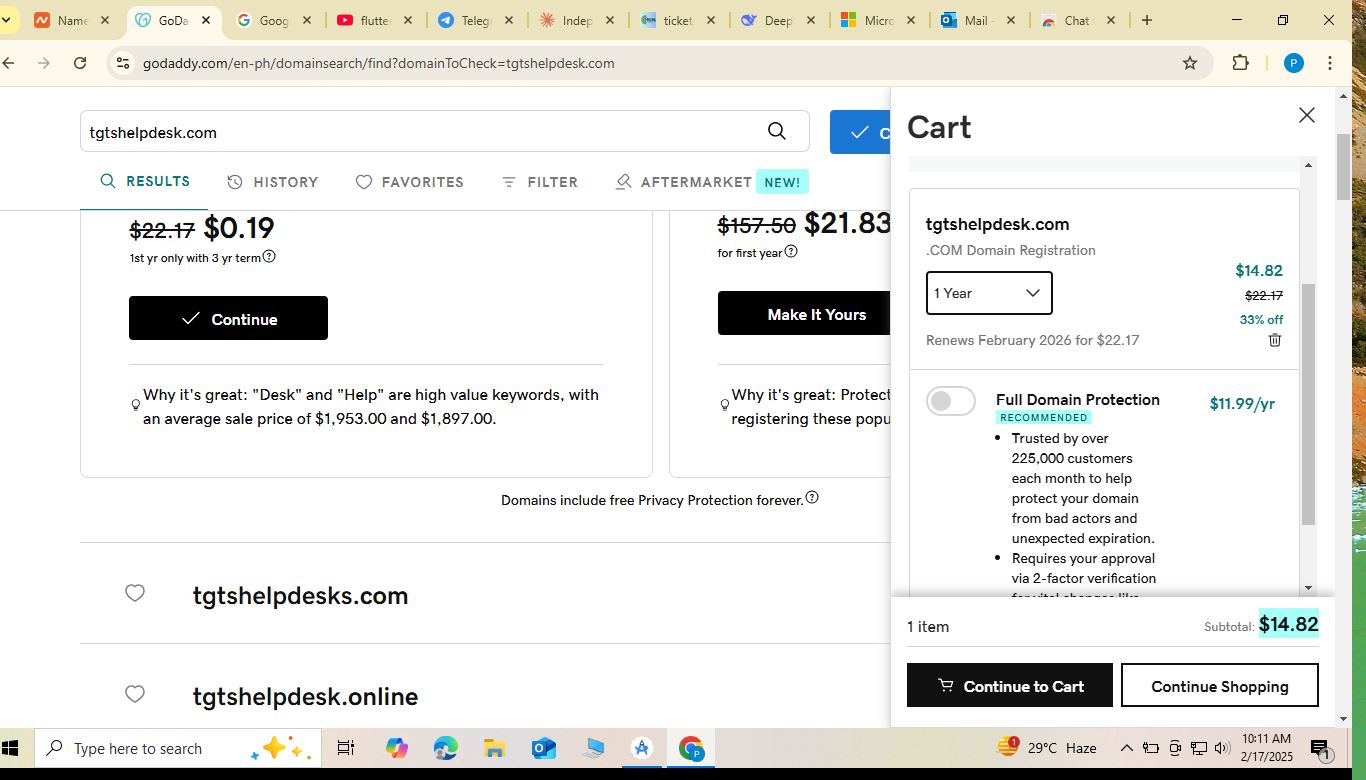 Name
GoDa
Goog
flutte
Teleg
Indep
ticket
Deep
Micro
Mail -
Chat
godaddy.com/en-ph/domainsearch/find?domainToCheck=tgtshelpdesk.com
P
tgtshelpdesk.com
C
RESULTS
HISTORY
FAVORITES
FILTER
AFTERMARKET NEW!
$22.17 $0.19
1st yr only with 3 yr term
Continue
Why it's great: "Desk" and "Help" are high value keywords, with
an average sale price of $1,953.00 and $1,897.00.
$157.50 $21.83
for first year
Make It Yours
Why it's great: Protect
registering these popu
Domains include free Privacy Protection forever.
tgtshelpdesks.com
tgtshelpdesk.online
Cart
tgtshelpdesk.com
.COM Domain Registration
$14.82
1 Year
$22.17
33% off
Renews February 2026 for $22.17
Full Domain Protection
$11.99/yr
RECOMMENDED
• Trusted by over
225,000 customers
each month to help
protect your domain
from bad actors and
unexpected expiration.
• Requires your approval
via 2-factor verification
for vital changes like
1 item
Subtotal: $14.82
Continue to Cart
Continue Shopping
Type here to search
29°C Haze
10:11 AM
2/17/2025
1